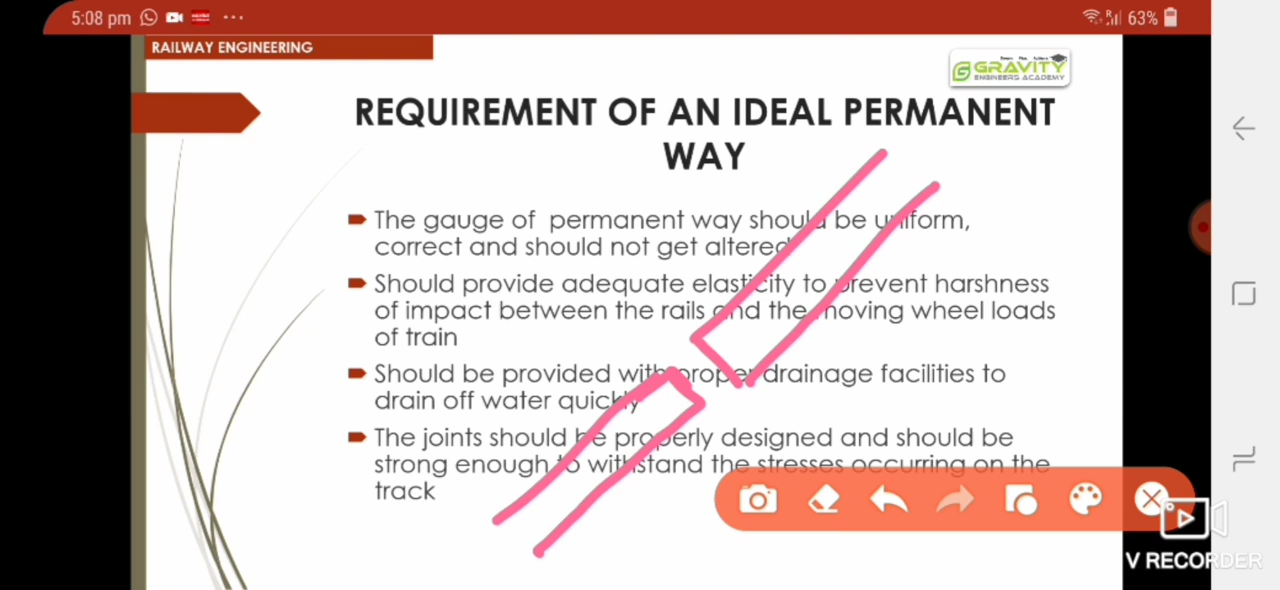 5:08 pm
63%
RAILWAY ENGINEERING
GRAVITY
ENGINEERS ACADEMY
REQUIREMENT OF AN IDEAL PERMANENT
WAY
The gauge of permanent way should be uniform,
correct and should not get altered
Should provide adequate elasticity to prevent harshness
of impact between the rails and the moving wheel loads
of train
Should be provided with proper drainage facilities to
drain off water quickly
The joints should be properly designed and should be
strong enough to withstand the stresses occurring on the
track
V RECORDER